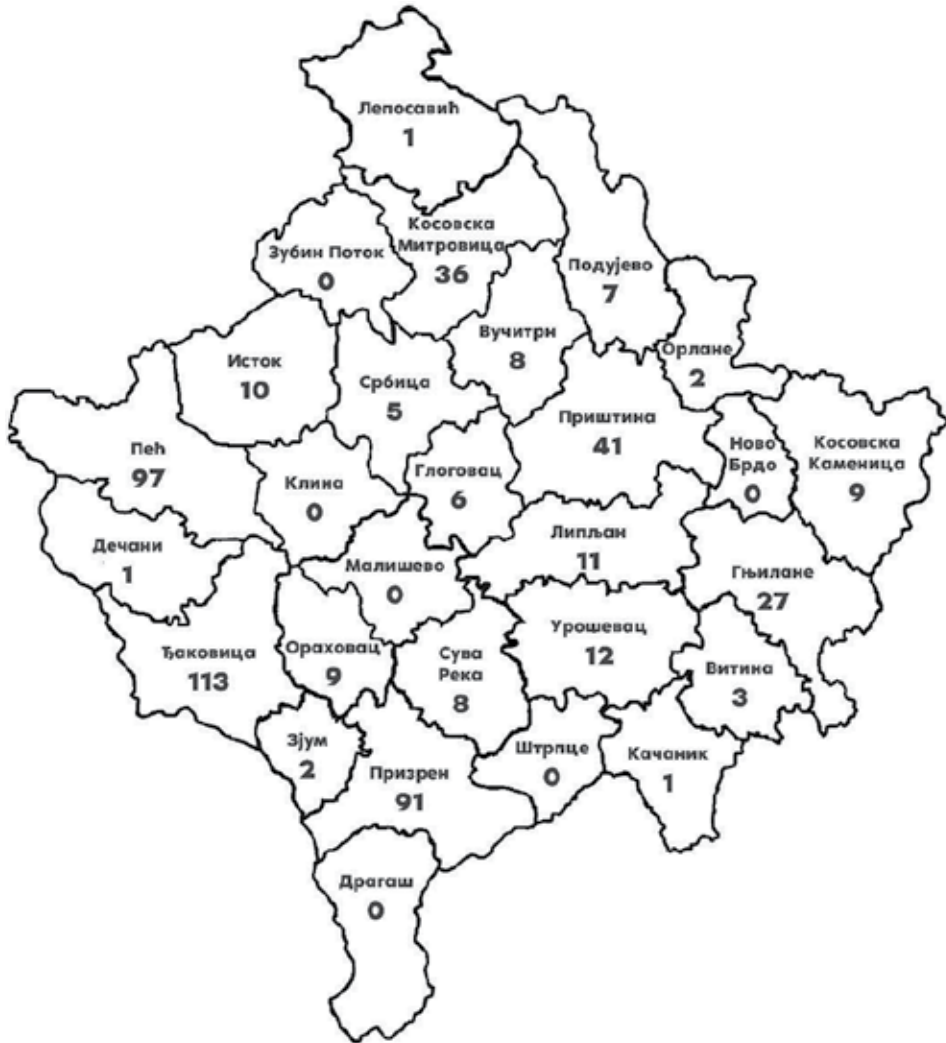 Лепосавић
1
Косовска
Митровица
36
Зубин Поток
0
Подујево
7
Вучитрн
8
Орлане
2
Исток
10
Србица
5
Приштина
41
Ново
Брдо
0
Косовска
Каменица
9
Пећ
97
Клина
0
Глоговац
6
Дечани
1
Малишево
0
Липљан
11
Гњилане
27
Ђаковица
113
Ораховац
9
Сува
Река
8
Урошевац
12
Витина
3
Зјум
2
Призрен
91
Штрпце
0
Качаник
1
Драгаш
0